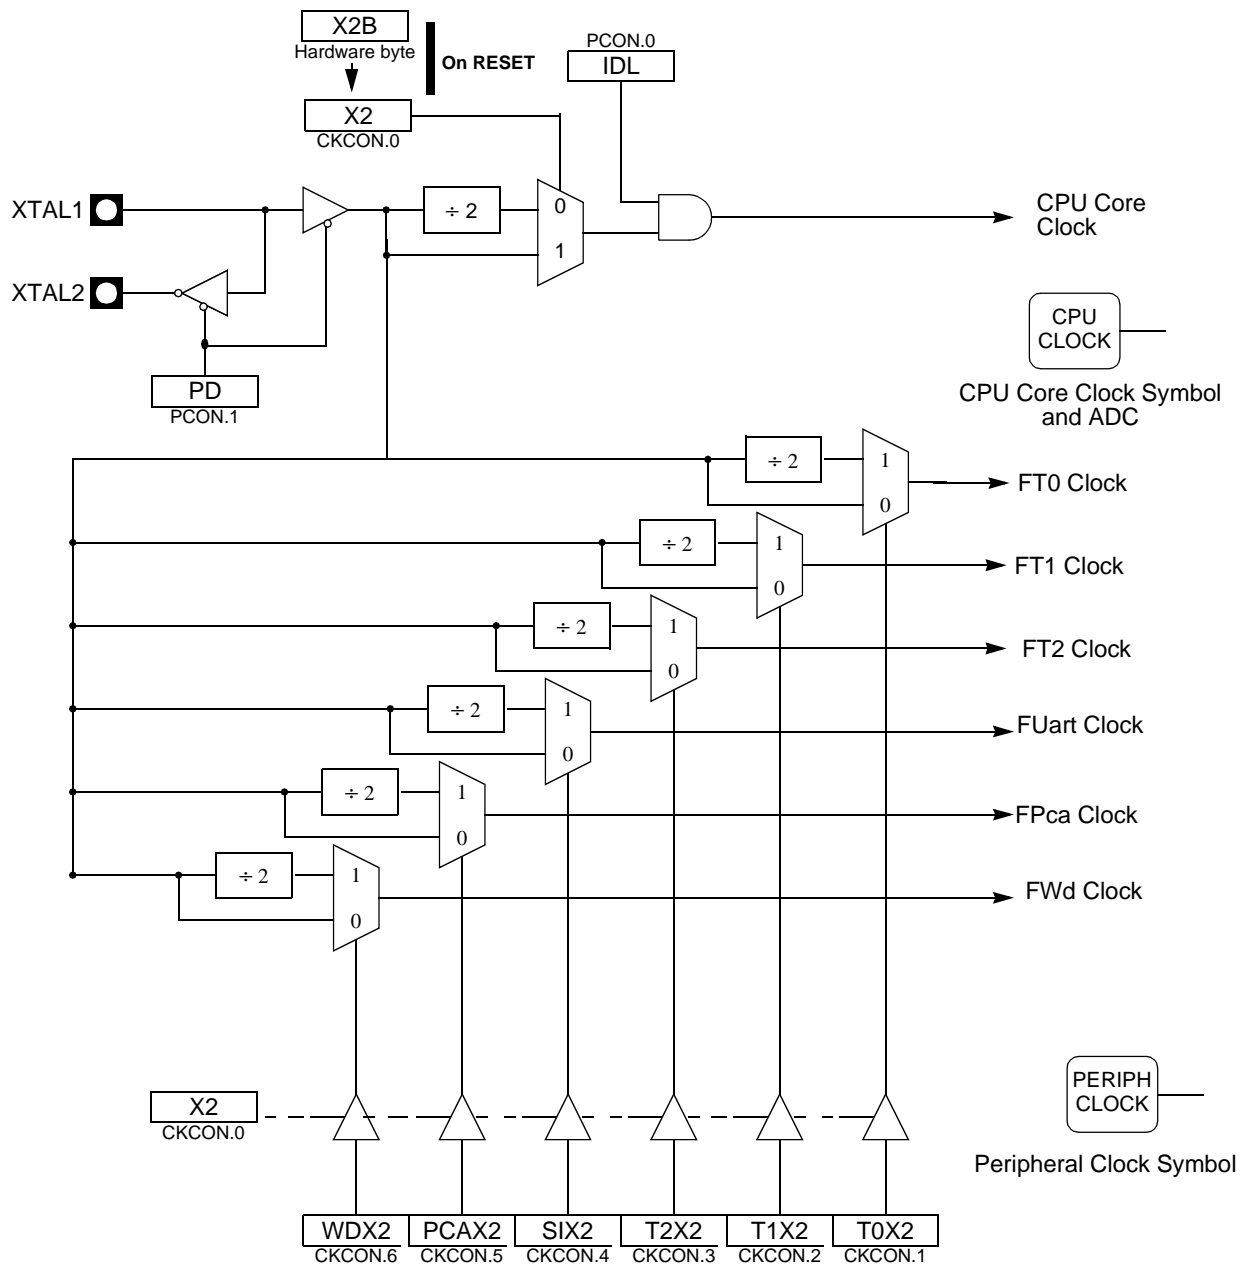 X2B
Hardware byte
On RESET
PCON.0
IDL
X2
CKCON.0
XTAL1
÷ 2
0
1
CPU Core
Clock
XTAL2
PD
PCON.1
CPU
CLOCK
CPU Core Clock Symbol
and ADC
÷ 2
1
0
FT0 Clock
÷ 2
1
0
FT1 Clock
÷ 2
1
0
FT2 Clock
÷ 2
1
0
FUart Clock
÷ 2
1
0
FPca Clock
÷ 2
1
0
FWd Clock
X2
CKCON.0
PERIPH
CLOCK
Peripheral Clock Symbol
WDX2
PCAX2
SIX2
T2X2
T1X2
T0X2
CKCON.6
CKCON.5
CKCON.4
CKCON.3
CKCON.2
CKCON.1